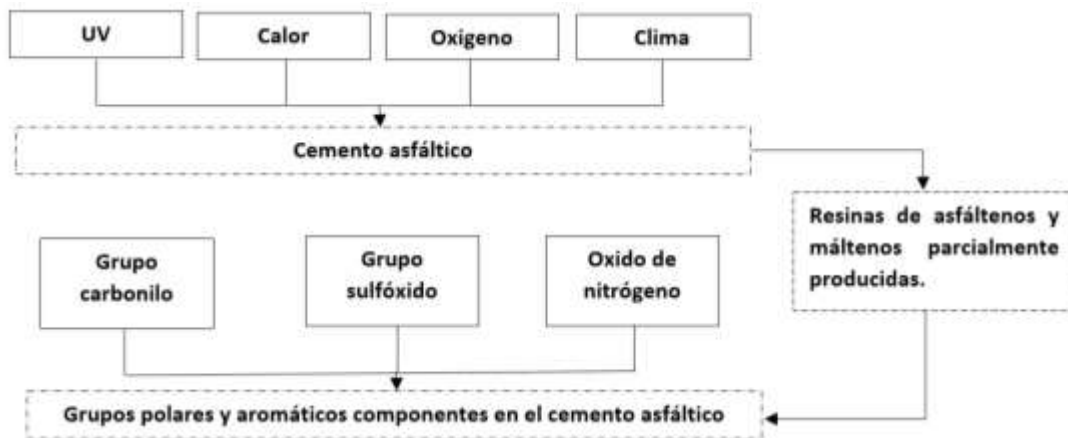 UV
Calor
Oxígeno
Clima
Cemento asfáltico
Resinas de asfáltenos y
máltenos parcialmente
producidas.
Grupo
carbonilo
Grupo
sulfóxido
Oxido de
nitrógeno
Grupos polares y aromáticos componentes en el cemento asfáltico